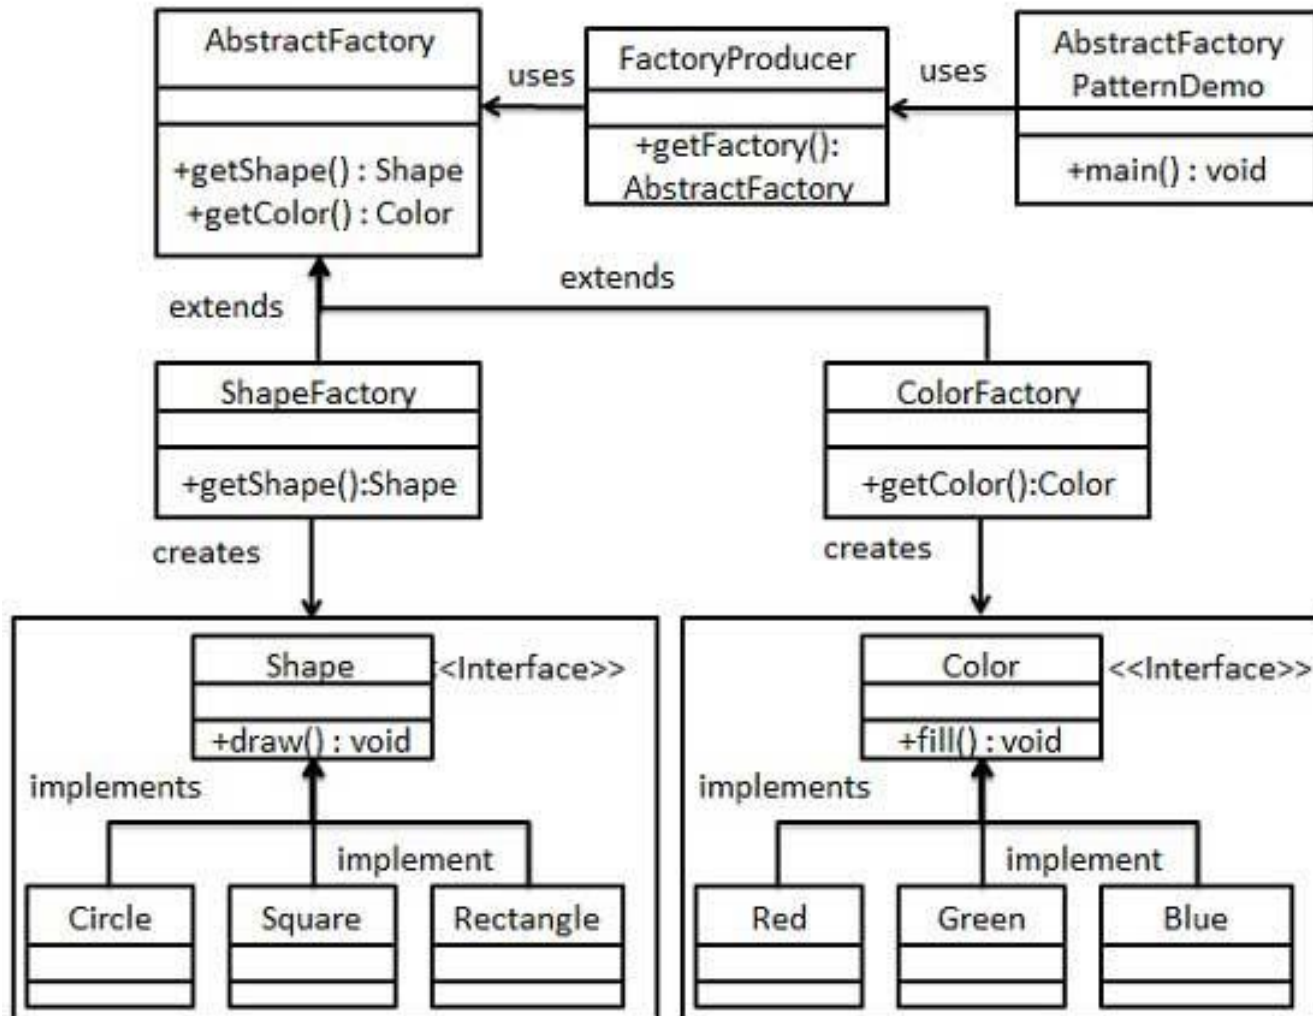 AbstractFactory
+getShape() : Shape
+getColor() : Color
uses
FactoryProducer
+getFactory():
AbstractFactory
uses
AbstractFactory
PatternDemo
+main() : void
extends
extends
ShapeFactory
+getShape():Shape
ColorFactory
+getColor():Color
creates
creates
Shape
<<Interface>>
+draw() : void
implements
implement
Circle
Square
Rectangle
Color
<<Interface>>
+fill() : void
implements
implement
Red
Green
Blue